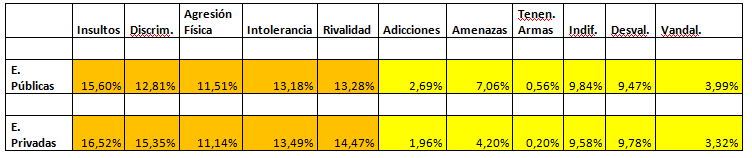 Insultos Discrim. Agresión Física Intolerancia Rivalidad Adicciones Amenazas Tenen. Armas Indif. Desval. Vandal.
E. Públicas 15,60% 12,81% 11,51% 13,18% 13,28% 2,69% 7,06% 0,56% 9,84% 9,47% 3,99%
E. Privadas 16,52% 15,35% 11,14% 13,49% 14,47% 1,96% 4,20% 0,20% 9,58% 9,78% 3,32%